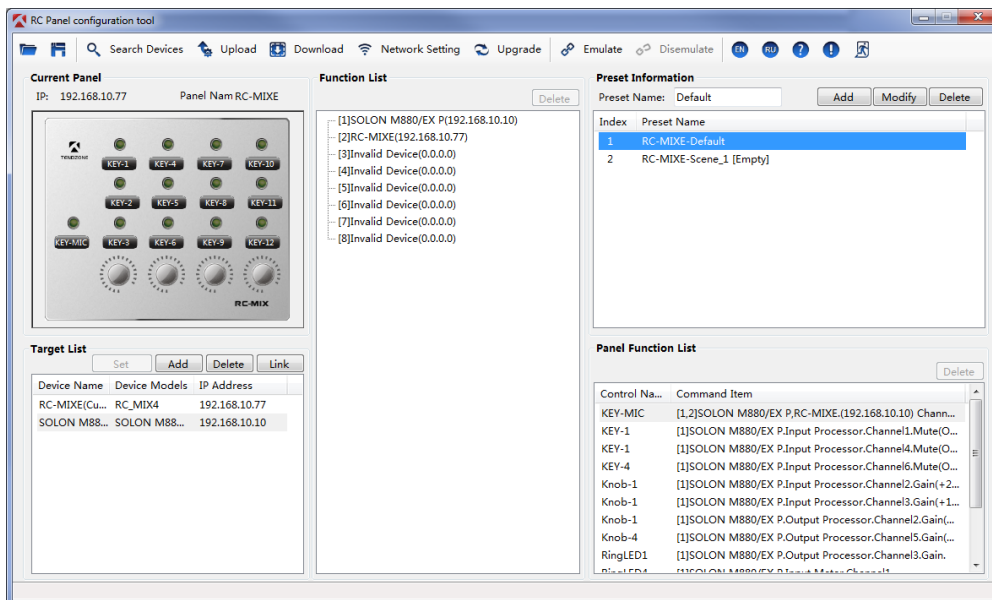 RC Panel configuration tool
Search Devices Upload Download Network Setting Upgrade Emulate Disemulate EN RU ? !
Current Panel
IP: 192.168.10.77 Panel Nam RC-MIXE
TENDZONE
KEY-1 KEY-4 KEY-7 KEY-10
KEY-2 KEY-5 KEY-8 KEY-11
KEY-MIC KEY-3 KEY-6 KEY-9 KEY-12
RC-MIX
Target List
Set Add Delete Link
Device Name Device Models IP Address
RC-MIXE(Cu... RC_MIX4 192.168.10.77
SOLON M88... SOLON M88... 192.168.10.10
Function List
Delete
[1]SOLON M880/EX P(192.168.10.10)
[2]RC-MIXE(192.168.10.77)
[3]Invalid Device(0.0.0.0)
[4]Invalid Device(0.0.0.0)
[5]Invalid Device(0.0.0.0)
[6]Invalid Device(0.0.0.0)
[7]Invalid Device(0.0.0.0)
[8]Invalid Device(0.0.0.0)
Preset Information
Preset Name: Default Add Modify Delete
Index Preset Name
1 RC-MIXE-Default
2 RC-MIXE-Scene_1 [Empty]
Panel Function List
Delete
Control Na... Command Item
KEY-MIC [1,2]SOLON M880/EX P,RC-MIXE.(192.168.10.10) Chann...
KEY-1 [1]SOLON M880/EX P.Input Processor.Channel1.Mute(O...
KEY-1 [1]SOLON M880/EX P.Input Processor.Channel4.Mute(O...
KEY-4 [1]SOLON M880/EX P.Input Processor.Channel6.Mute(O...
Knob-1 [1]SOLON M880/EX P.Input Processor.Channel2.Gain(+2...
Knob-1 [1]SOLON M880/EX P.Input Processor.Channel3.Gain(+1...
Knob-1 [1]SOLON M880/EX P.Output Processor.Channel2.Gain(...
Knob-4 [1]SOLON M880/EX P.Output Processor.Channel5.Gain(...
RingLED1 [1]SOLON M880/EX P.Output Processor.Channel3.Gain.
RingLED4 [1]SOLON M880/EX P.Input Meter.Channel1